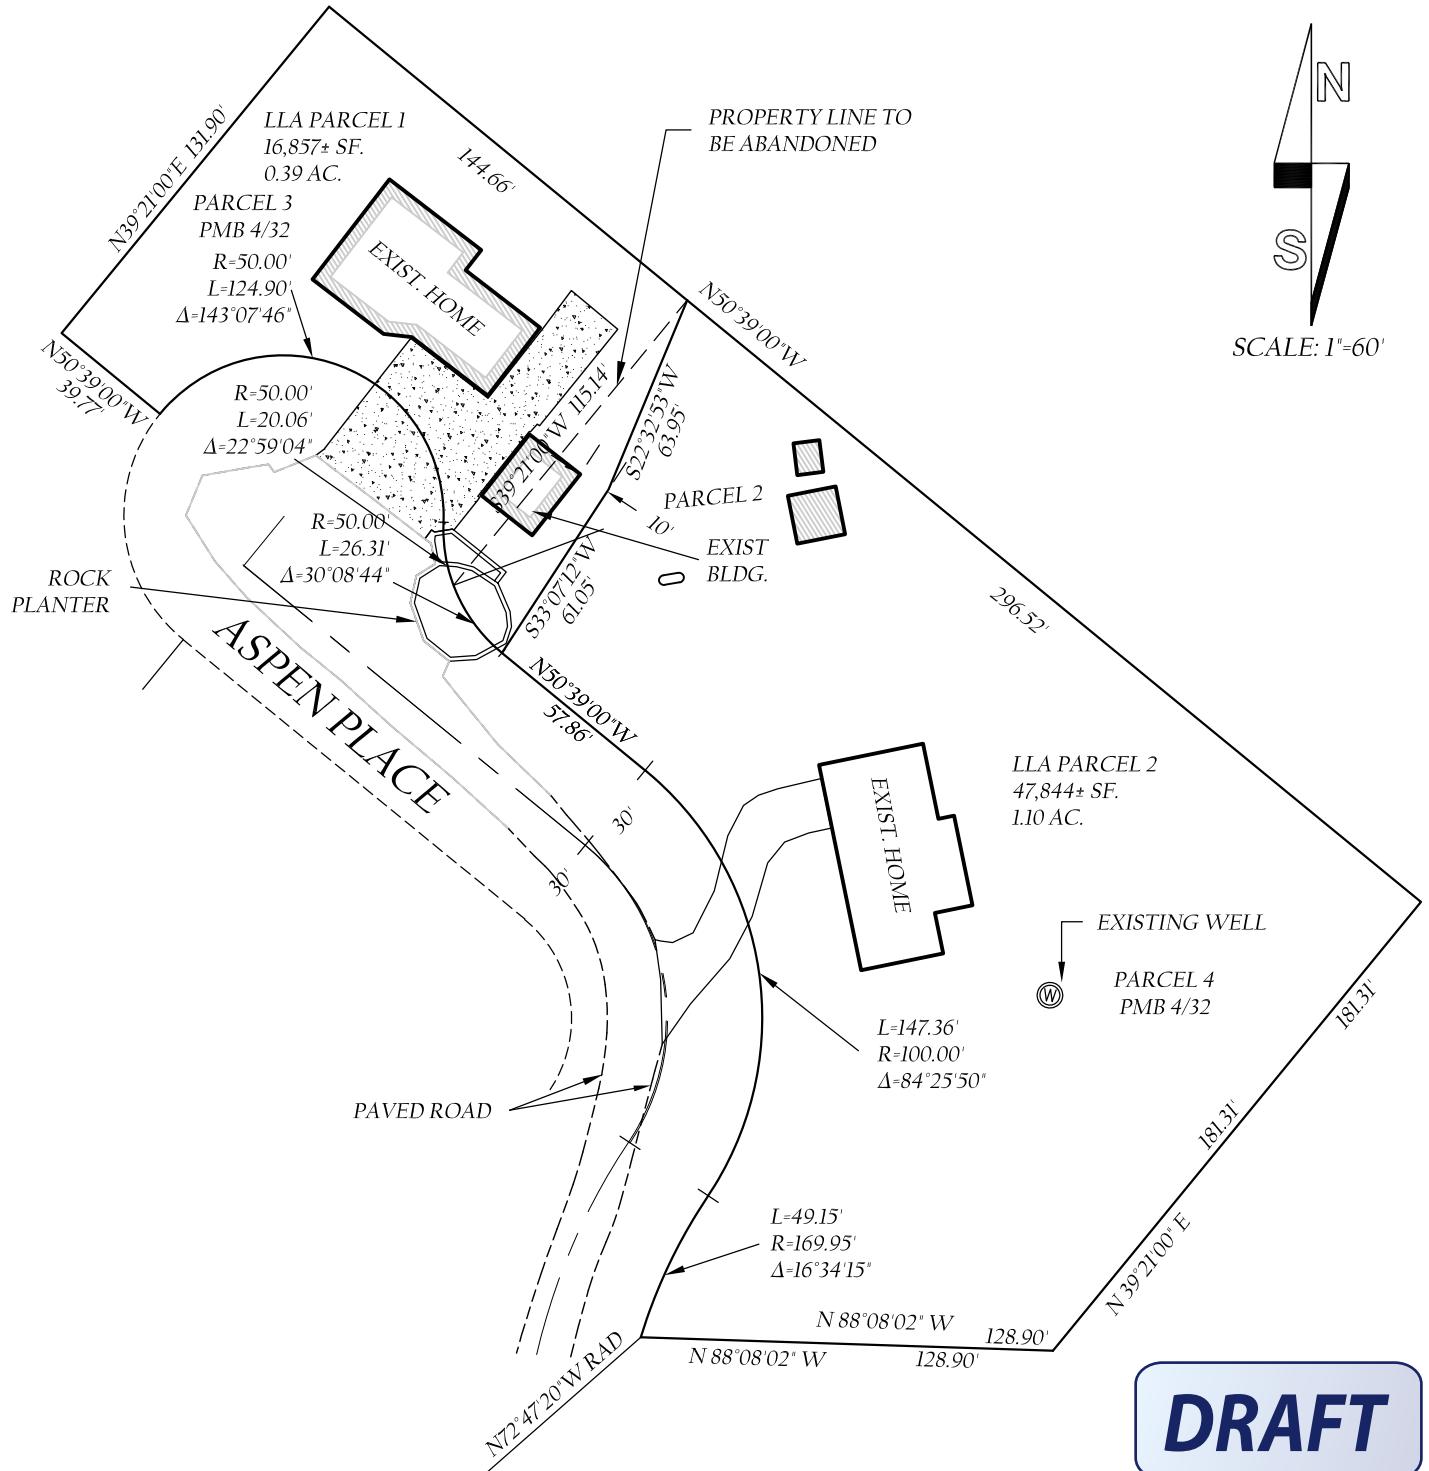 N39°21'00"E 131.90'
LLA PARCEL 1
16,857± SF.
0.39 AC.
PARCEL 3
PMB 4/32
R=50.00'
L=124.90'
Δ=143°07'46"
144.66'
PROPERTY LINE TO
BE ABANDONED
N
S
SCALE: 1"=60'
EXIST. HOME
N50°39'00"W
N50°39'00"W
39.77'
R=50.00'
L=20.06'
Δ=22°59'04"
S39°21'00"W 115.14'
S22°32'53"W
63.95'
PARCEL 2
10'
EXIST
BLDG.
R=50.00'
L=26.31'
Δ=30°08'44"
ROCK
PLANTER
S33°07'12"W
61.05'
296.52'
ASPEN PLACE
N50°39'00"W
57.86'
30'
30'
EXIST. HOME
LLA PARCEL 2
47,844± SF.
1.10 AC.
EXISTING WELL
W
PARCEL 4
PMB 4/32
181.31'
L=147.36'
R=100.00'
Δ=84°25'50"
PAVED ROAD
181.31'
N 39°21'00" E
L=49.15'
R=169.95'
Δ=16°34'15"
N 88°08'02" W 128.90'
N 88°08'02" W 128.90'
N72°47'20"W RAD
DRAFT